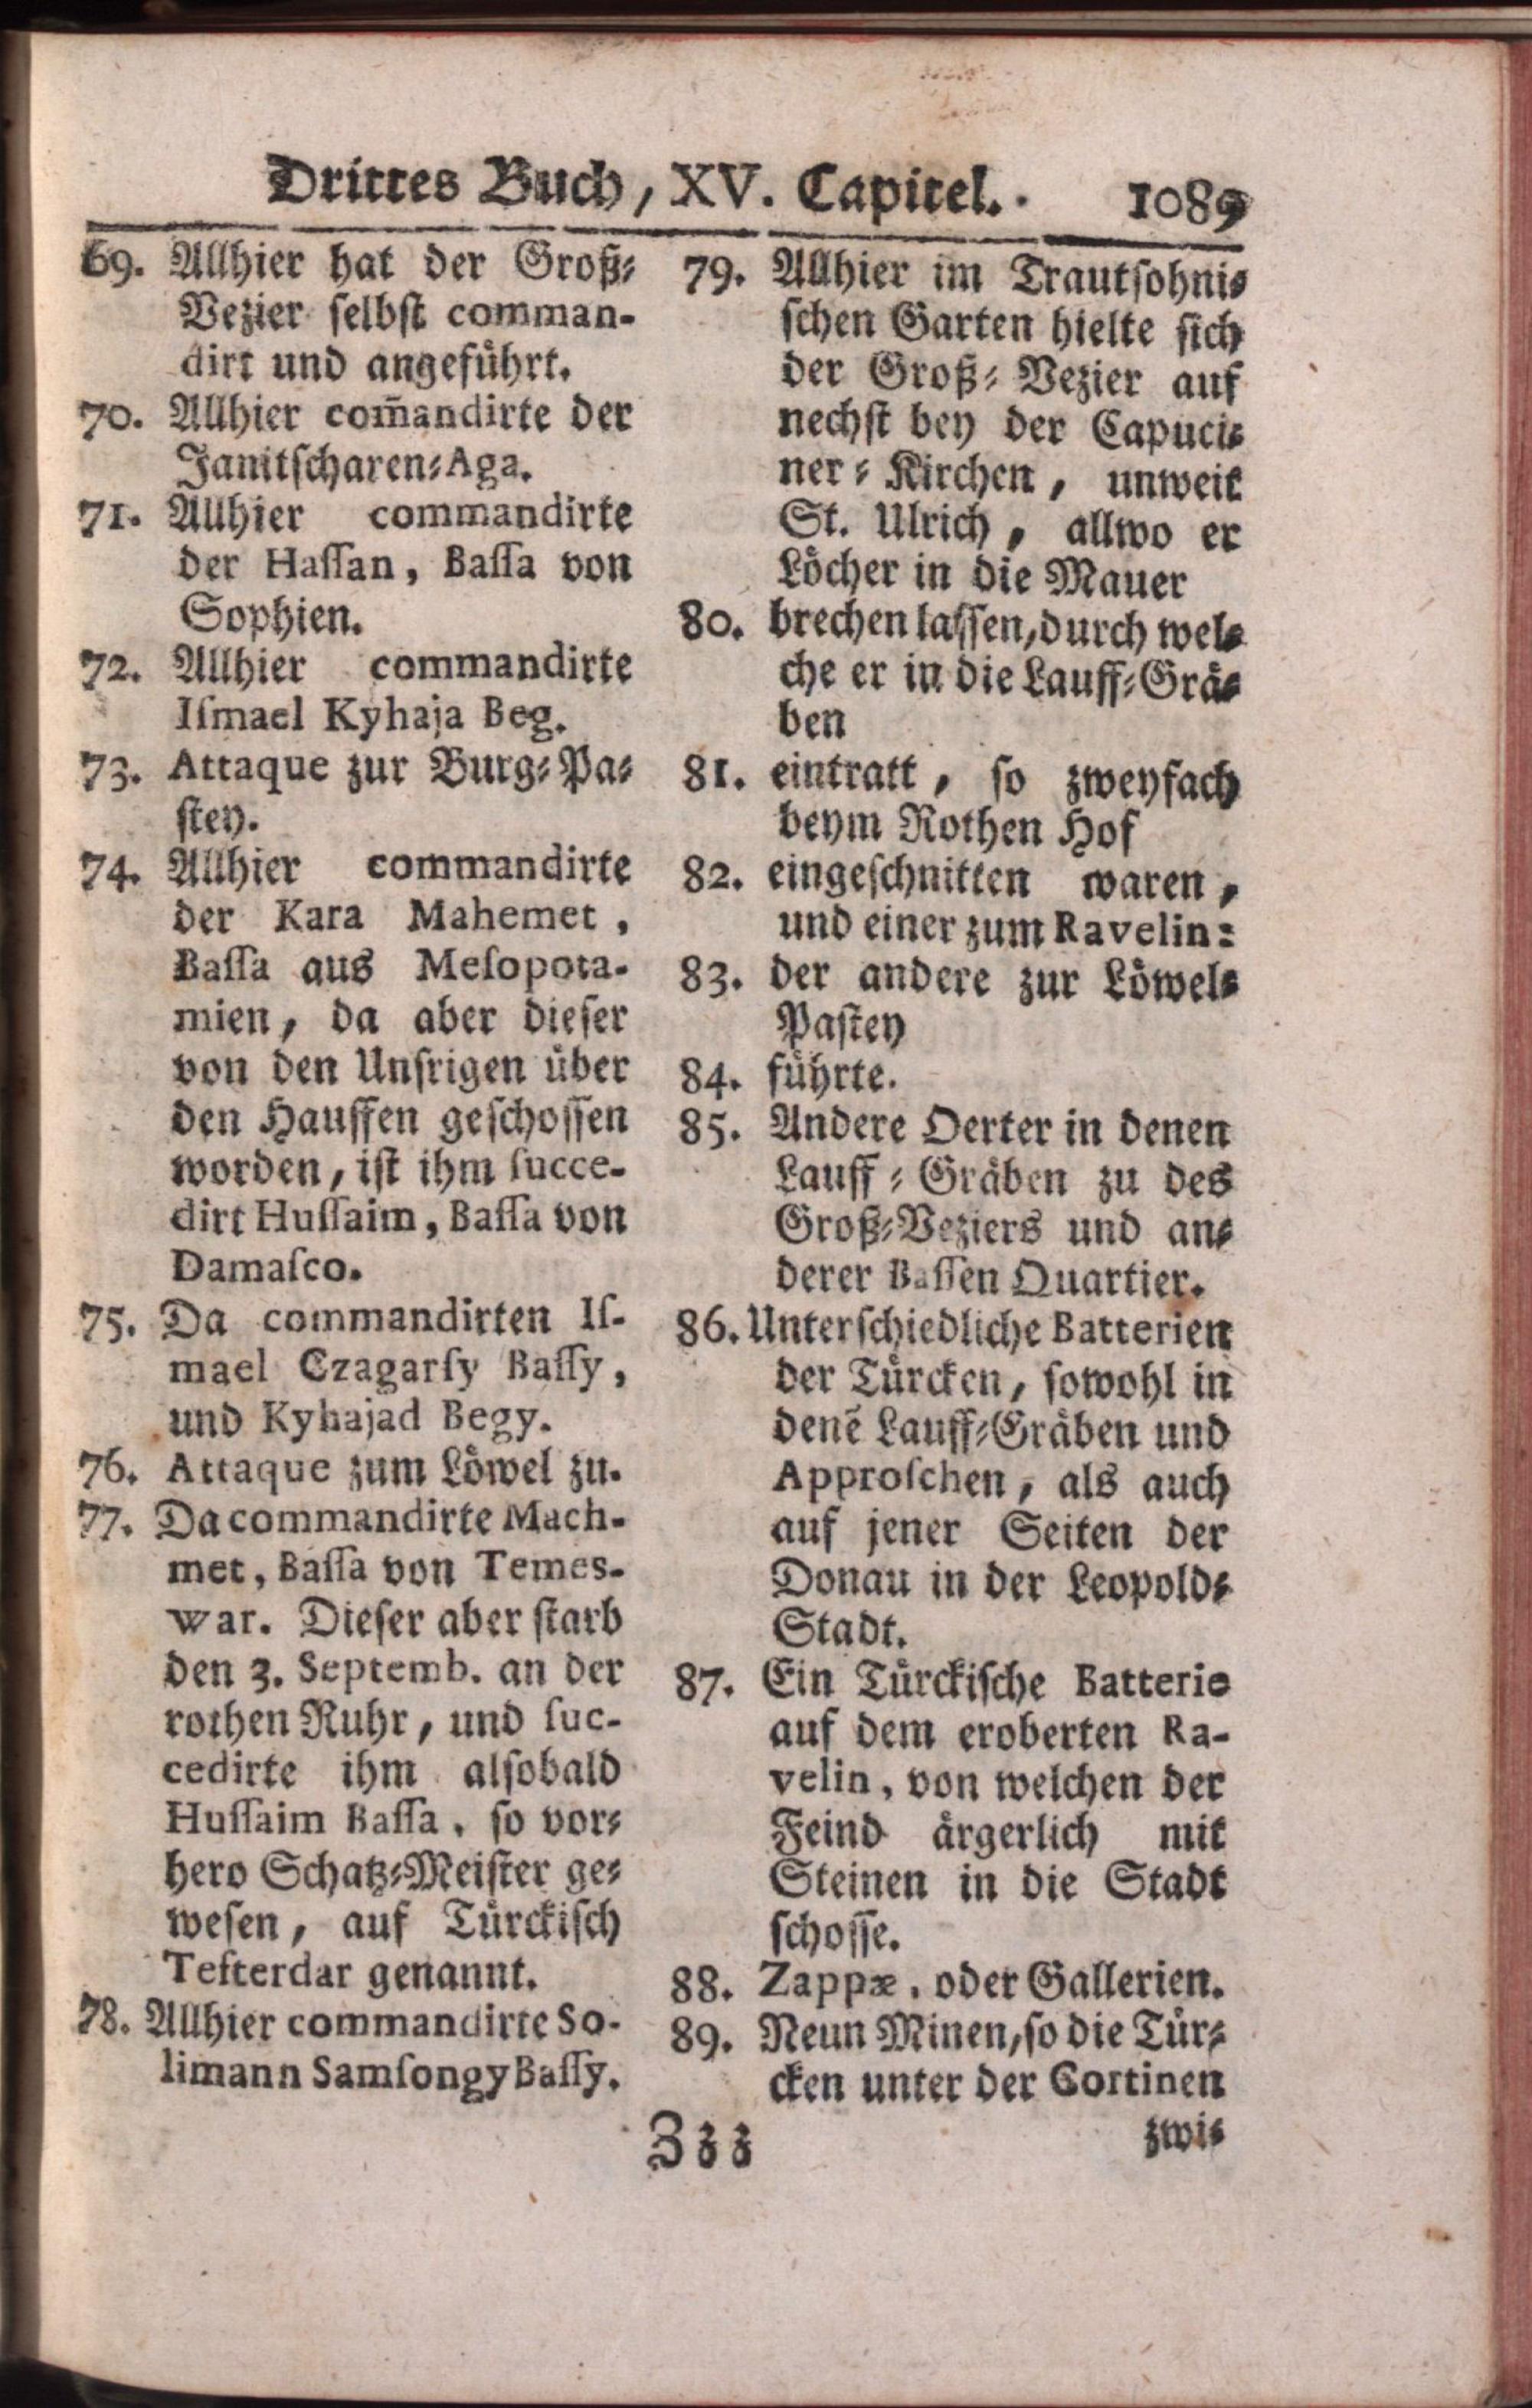 Drittes Buch, XV. Capitel. 1089
69. Allhier hat der Groß-
Vezier selbst comman-
dirt und angeführt.
70. Allhier com̃andirte der
Janitscharen-Aga.
71. Allhier commandirte
der Haſſan, Baſſa von
Sophien.
72. Allhier commandirte
Iſmael Kyhaja Beg.
73. Attaque zur Burg-Pa-
ſtey.
74. Allhier commandirte
der Kara Mahemet,
Baſſa aus Meſopota-
mien, da aber dieſer
von den Unſrigen über
den Hauffen geſchoſſen
worden, iſt ihm ſucce-
dirt Huſſaim, Baſſa von
Damaſco.
75. Da commandirten Iſ-
mael Czagarſy Baſſy,
und Kyhajad Begy.
76. Attaque zum Löwel zu.
77. Da commandirte Mach-
met, Baſſa von Temes-
war. Dieſer aber ſtarb
den 3. Septemb. an der
rothen Ruhr, und ſuc-
cedirte ihm alſobald
Huſſaim Baſſa, ſo vor-
hero Schatz-Meiſter ge-
weſen, auf Türckiſch
Teſterdar genannt.
78. Allhier commandirte So-
limann Samſongy Baſſy.
79. Allhier im Trautſohni-
ſchen Garten hielte ſich
der Groß-Vezier auf
nechſt bey der Capuci-
ner-Kirchen, unweit
St. Ulrich, allwo er
Löcher in die Mauer
80. brechen laſſen, durch wel-
che er in die Lauff-Grä-
ben
81. eintratt, ſo zweyfach
beym Rothen Hof
82. eingeſchnitten waren,
und einer zum Ravelin:
83. der andere zur Löwel-
Paſtey
84. führte.
85. Andere Oerter in denen
Lauff-Gräben zu des
Groß-Veziers und an-
derer Baſſen Quartier.
86. Unterſchiedliche Batterien
der Türcken, ſowohl in
denē Lauff-Gräben und
Approſchen, als auch
auf jener Seiten der
Donau in der Leopold-
Stadt.
87. Ein Türckiſche Batterie
auf dem eroberten Ra-
velin, von welchen der
Feind ärgerlich mit
Steinen in die Stadt
ſchoſſe.
88. Zappæ, oder Gallerien.
89. Neun Minen, ſo die Tür-
cken unter der Cortinen
Zzz zwi-